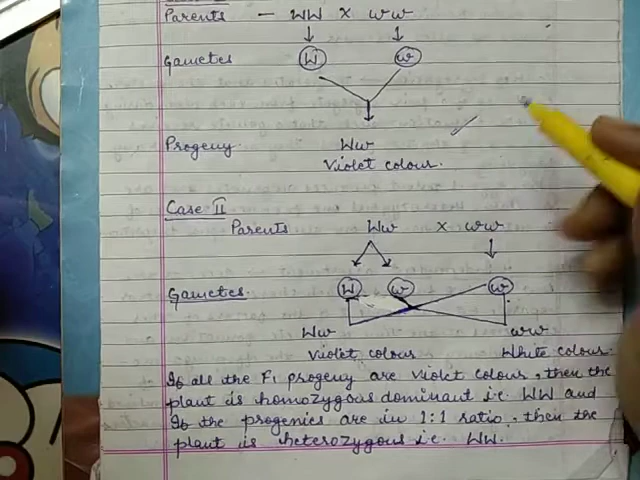 Parents - WW x ww
Gametes W w
Progeny Ww
Violet colour.
Case II
Parents Ww x ww
Gametes W w w
Ww ww
Violet colour White colour.
If all the F1 progeny are violet colour, then the
plant is homozygous dominant i.e. WW and
If the progenies are in 1:1 ratio, then the
plant is heterozygous i.e. Ww.